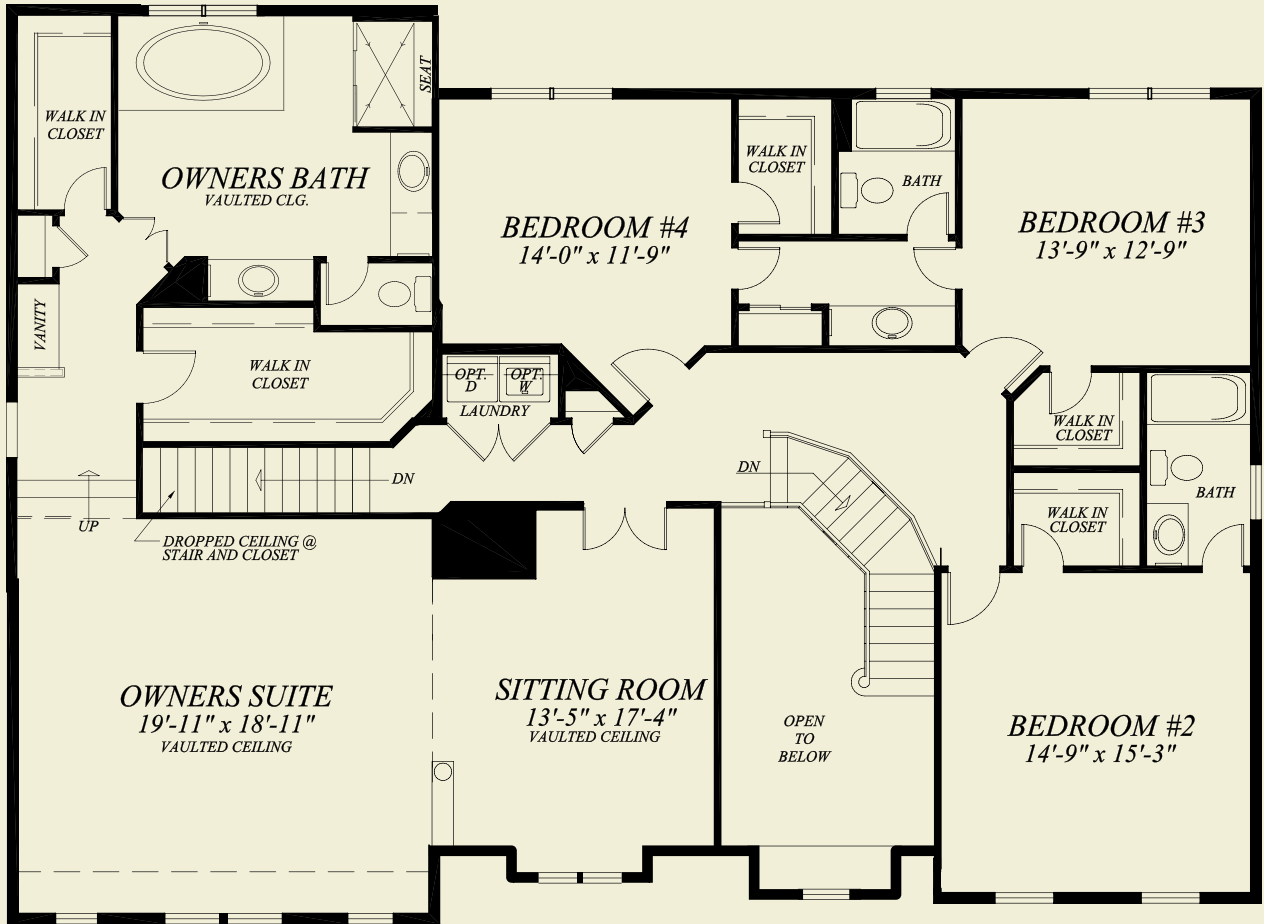 WALK IN
CLOSET
OWNERS BATH
VAULTED CLG.
SEAT
BEDROOM #4
14'-0" x 11'-9"
WALK IN
CLOSET
BATH
BEDROOM #3
13'-9" x 12'-9"
VANITY
WALK IN
CLOSET
OPT.
D
OPT.
W
LAUNDRY
WALK IN
CLOSET
DN
DN
BATH
WALK IN
CLOSET
UP
DROPPED CEILING @
STAIR AND CLOSET
OWNERS SUITE
19'-11" x 18'-11"
VAULTED CEILING
SITTING ROOM
13'-5" x 17'-4"
VAULTED CEILING
OPEN
TO
BELOW
BEDROOM #2
14'-9" x 15'-3"